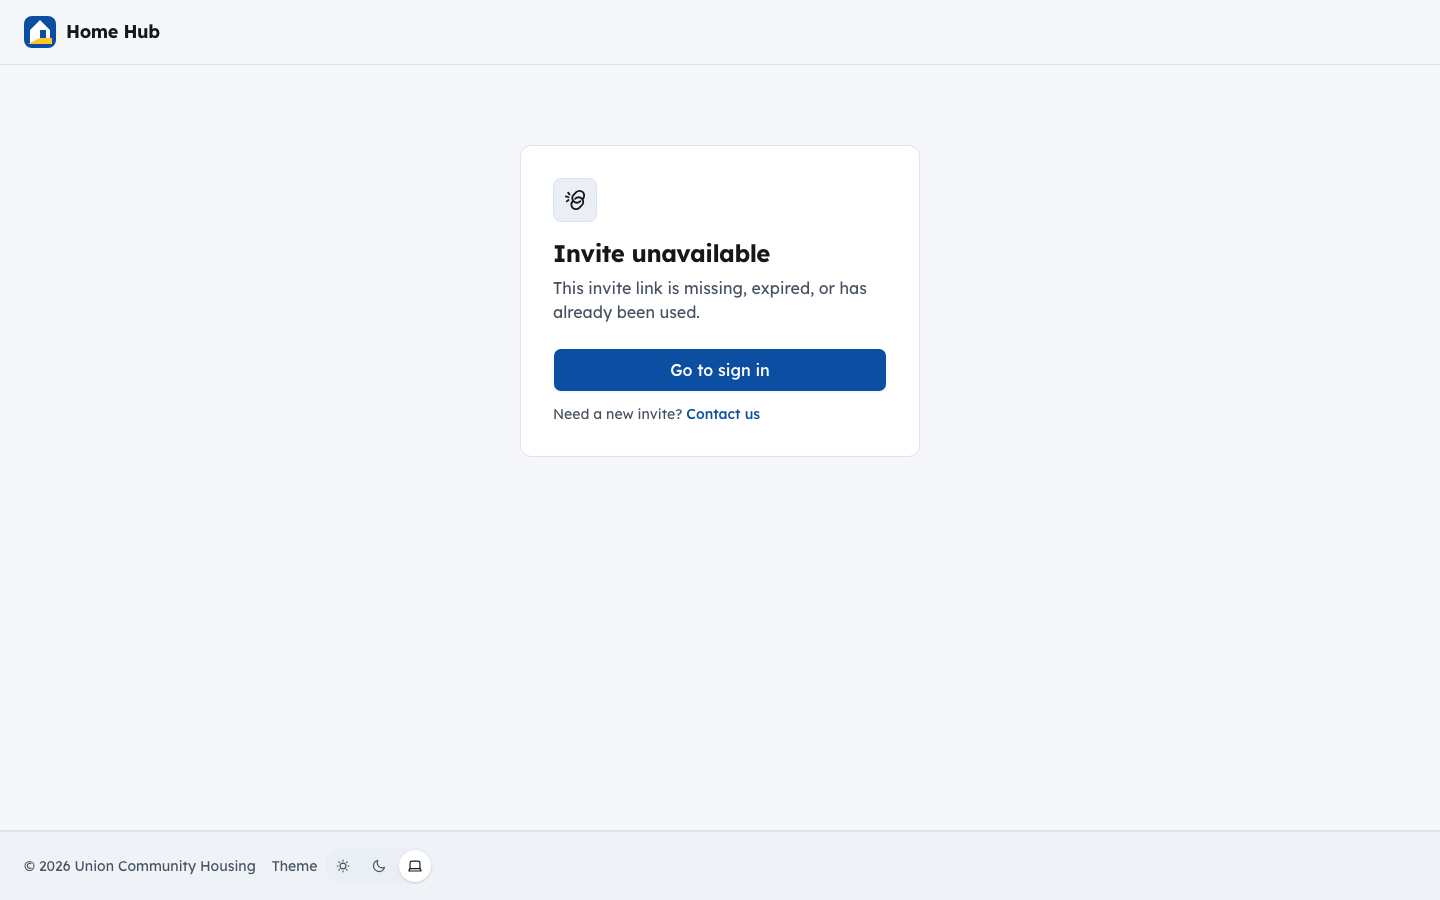 Home Hub
Invite unavailable
This invite link is missing, expired, or has
already been used.
Go to sign in
Need a new invite? Contact us
© 2026 Union Community Housing Theme